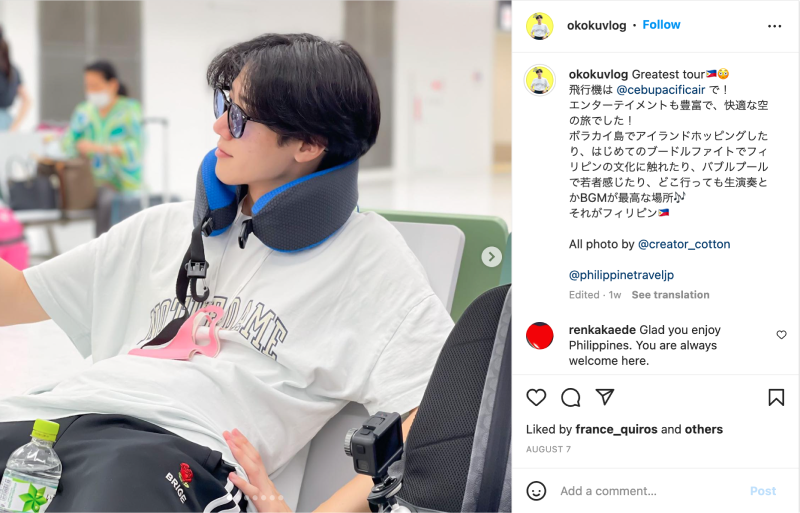 okokuvlog • Follow
okokuvlog Greatest tour🇵🇭😳
飛行機は @cebupacificair で！
エンターテイメントも豊富で、快適な空
の旅でした！
ボラカイ島でアイランドホッピングした
り、はじめてのブードルファイトでフィ
リピンの文化に触れたり、バブルプール
で若者感じたり、どこ行っても生演奏と
かBGMが最高な場所🎶
それがフィリピン🇵🇭
All photo by @creator_cotton
@philippinetraveljp
Edited · 1w See translation
renkakaede Glad you enjoy
Philippines. You are always
welcome here.
Liked by france_quiros and others
AUGUST 7
Add a comment... Post
NOTRE DAME
BRIGE